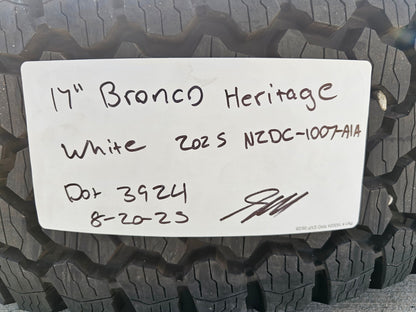 17" Bronco Heritage
White 2025 NZDC-1007-A1A
Dot 3924
8-20-25